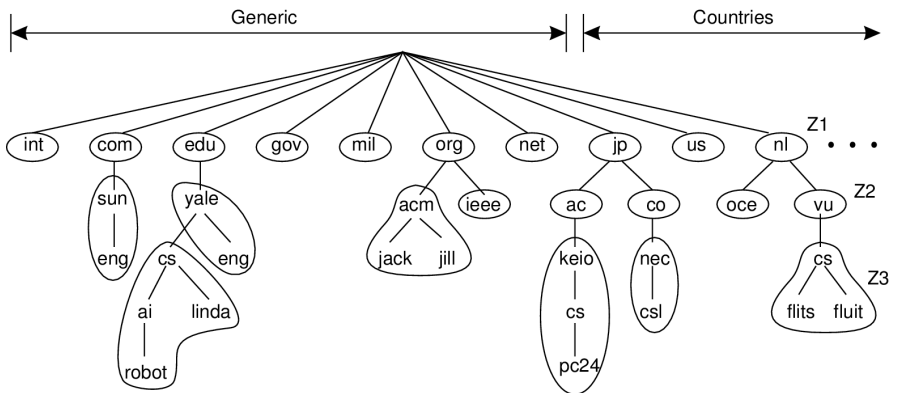 Generic Countries
int com edu gov mil org net jp us nl Z1 • • •
sun yale acm ieee ac co oce vu Z2
eng cs eng jack jill keio nec cs Z3
ai linda cs csl flits fluit
robot pc24